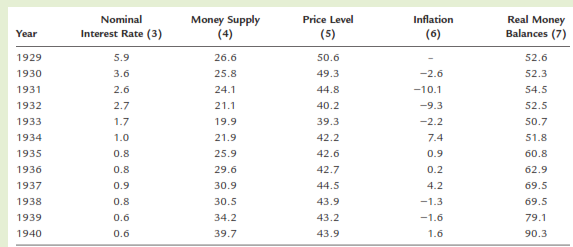 Nominal Money Supply Price Level Inflation Real Money
Year Interest Rate (3) (4) (5) (6) Balances (7)
1929 5.9 26.6 50.6 – 52.6
1930 3.6 25.8 49.3 −2.6 52.3
1931 2.6 24.1 44.8 −10.1 54.5
1932 2.7 21.1 40.2 −9.3 52.5
1933 1.7 19.9 39.3 −2.2 50.7
1934 1.0 21.9 42.2 7.4 51.8
1935 0.8 25.9 42.6 0.9 60.8
1936 0.8 29.6 42.7 0.2 62.9
1937 0.9 30.9 44.5 4.2 69.5
1938 0.8 30.5 43.9 −1.3 69.5
1939 0.6 34.2 43.2 −1.6 79.1
1940 0.6 39.7 43.9 1.6 90.3